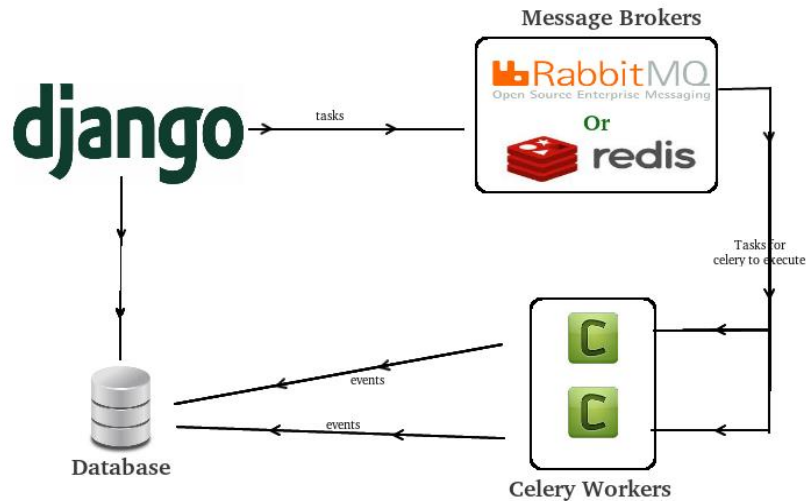 Message Brokers
RabbitMQ
Open Source Enterprise Messaging
Or
redis
django
tasks
Tasks for
celery to execute
C
C
events
events
Database
Celery Workers